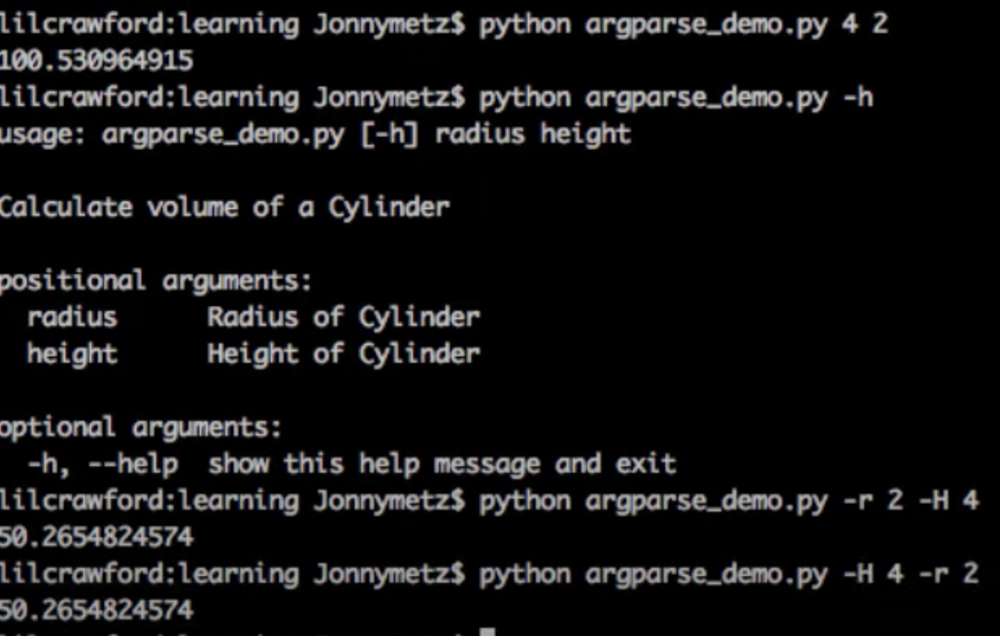 lilcrawford:learning Jonnymetz$ python argparse_demo.py 4 2
100.530964915
lilcrawford:learning Jonnymetz$ python argparse_demo.py -h
usage: argparse_demo.py [-h] radius height
Calculate volume of a Cylinder
positional arguments:
radius Radius of Cylinder
height Height of Cylinder
optional arguments:
-h, --help show this help message and exit
lilcrawford:learning Jonnymetz$ python argparse_demo.py -r 2 -H 4
50.2654824574
lilcrawford:learning Jonnymetz$ python argparse_demo.py -H 4 -r 2
50.2654824574